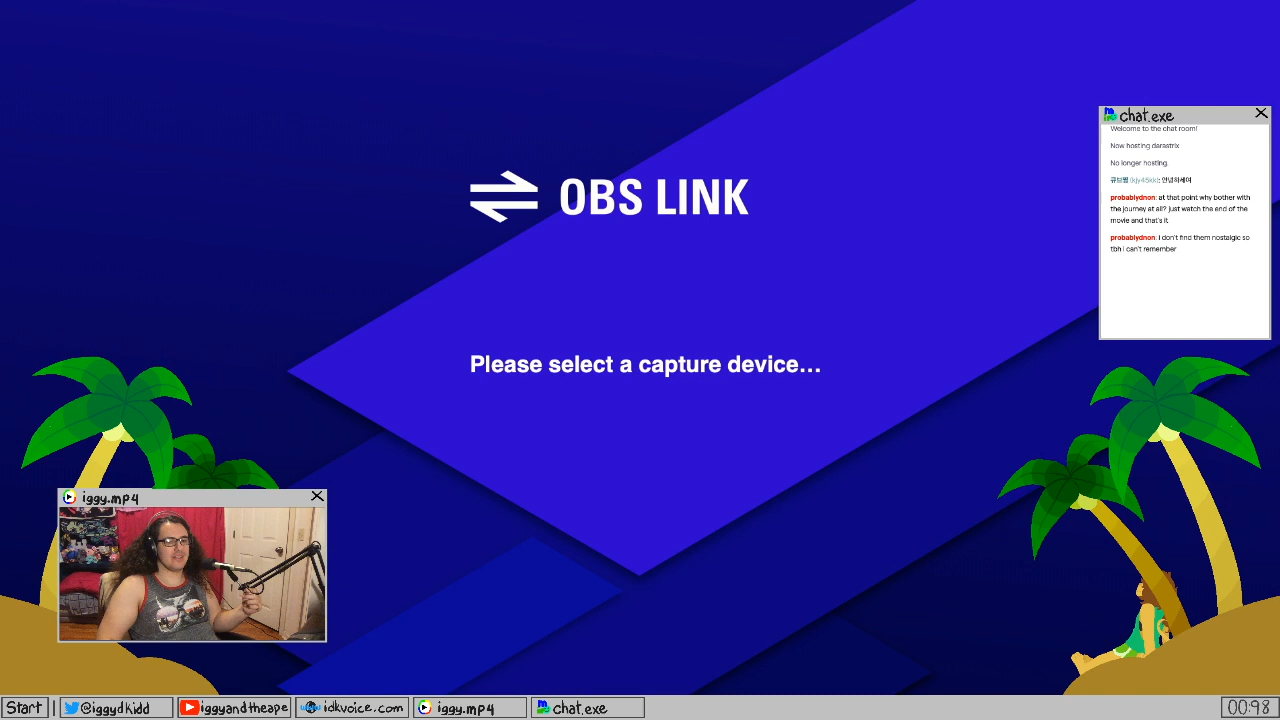 OBS LINK
Please select a capture device...
chat.exe
Welcome to the chat room!
Now hosting darastrix
No longer hosting.
(kjy45kk): 안녕하세여
probablydnon: at that point why bother with
the journey at all? just watch the end of the
movie and that's it
probablydnon: i don't find them nostalgic so
tbh i can't remember
iggy.mp4
Start | @iggydkidd iggyandtheape idkvoice.com iggy.mp4 chat.exe 00:98